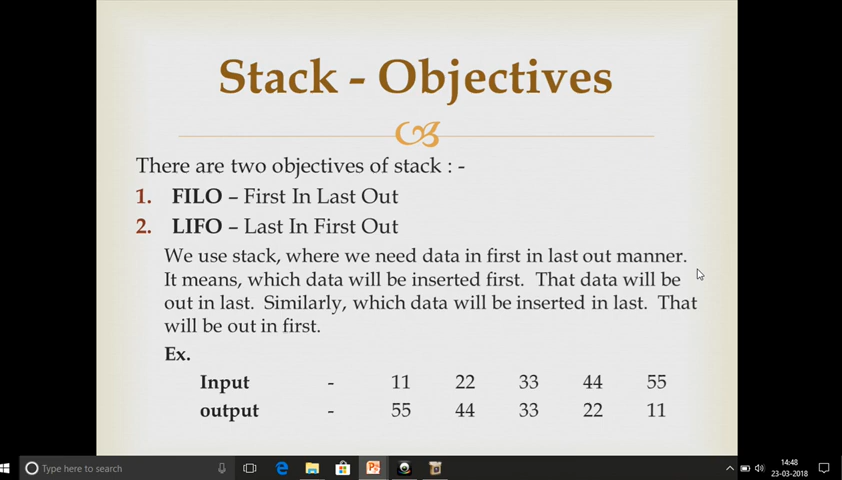 Stack - Objectives
There are two objectives of stack : -
1. FILO – First In Last Out
2. LIFO – Last In First Out
We use stack, where we need data in first in last out manner.
It means, which data will be inserted first. That data will be
out in last. Similarly, which data will be inserted in last. That
will be out in first.
Ex.
Input - 11 22 33 44 55
output - 55 44 33 22 11
Type here to search
14:48
23-03-2018